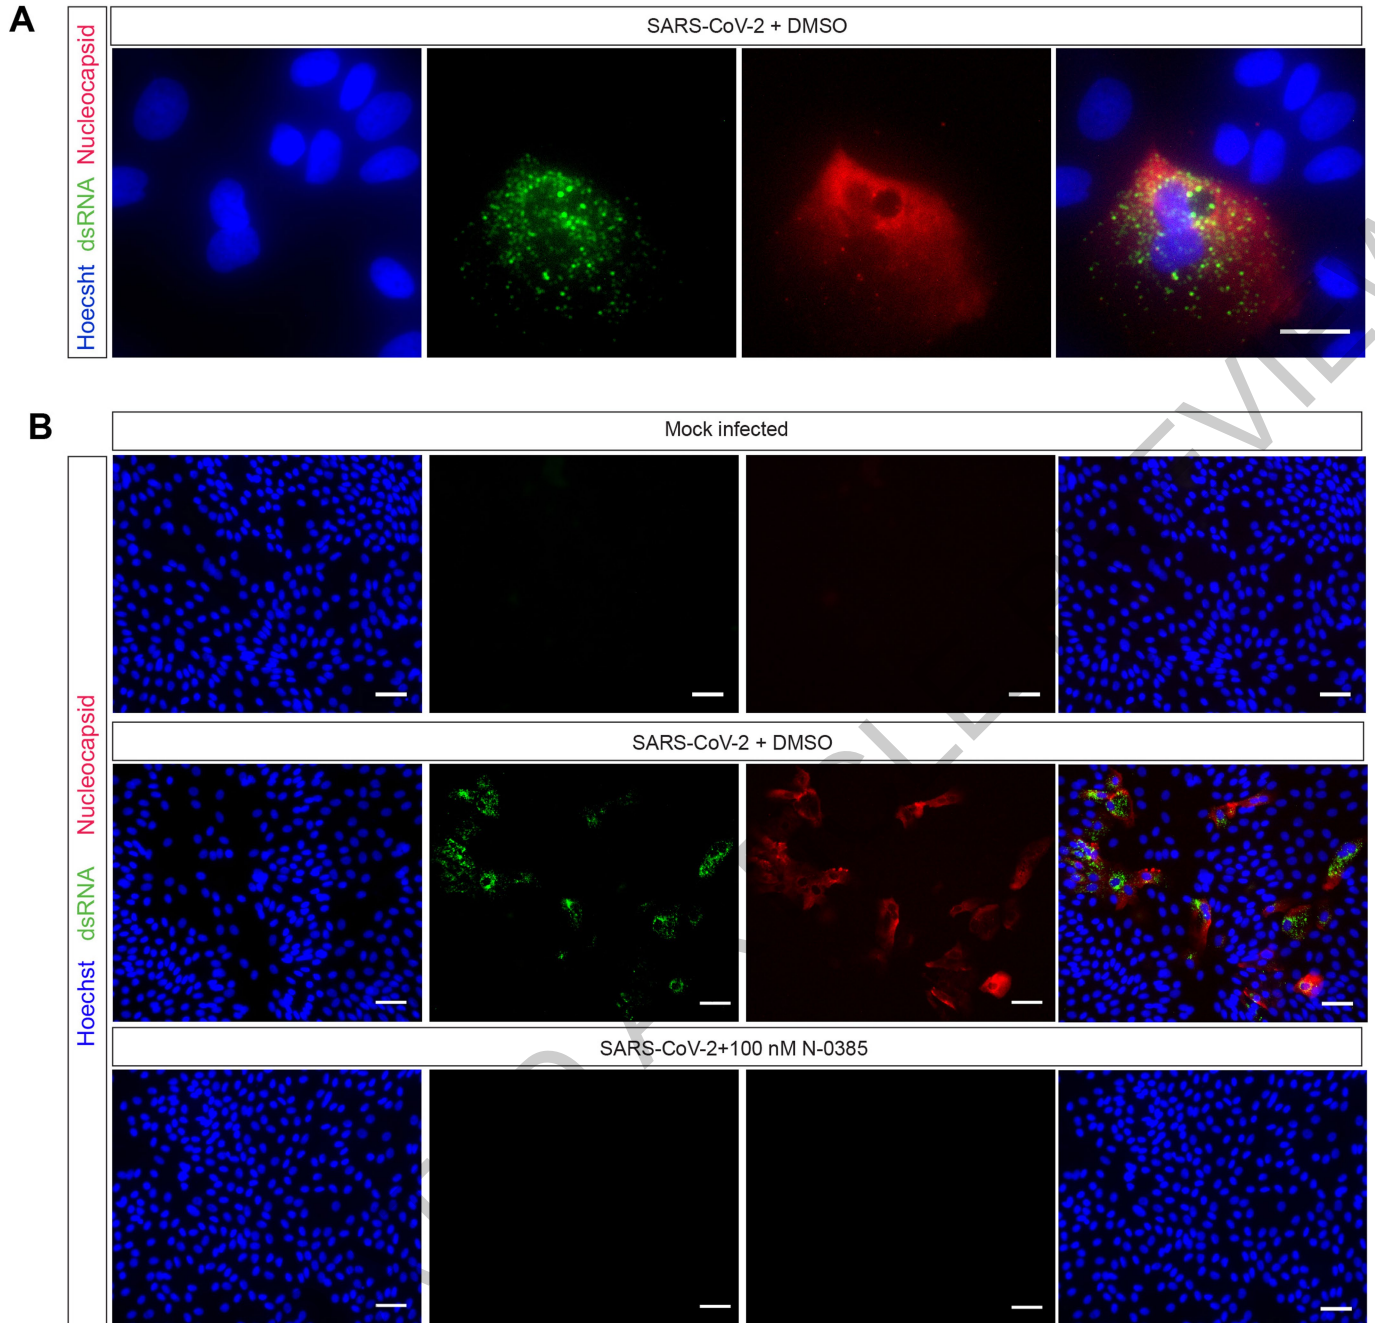 A
SARS-CoV-2 + DMSO
Hoecsht dsRNA Nucleocapsid
B
Mock infected
Hoechst dsRNA Nucleocapsid
SARS-CoV-2 + DMSO
SARS-CoV-2+100 nM N-0385